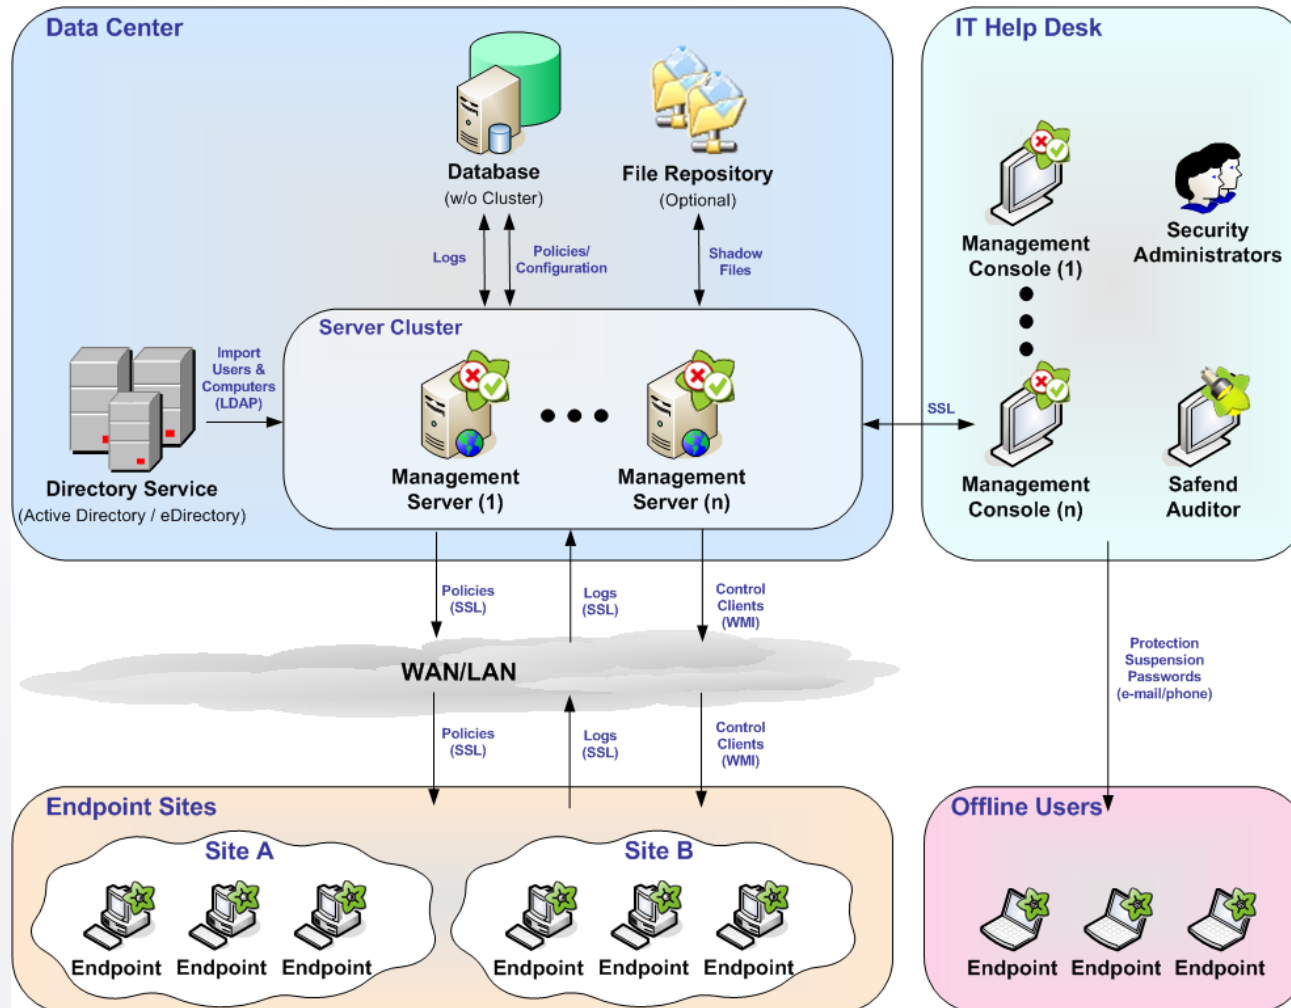 Data Center
IT Help Desk
Database
(w/o Cluster)
File Repository
(Optional)
Management
Console (1)
Security
Administrators
Logs
Policies/
Configuration
Shadow
Files
Server Cluster
Import
Users &
Computers
(LDAP)
SSL
Management
Server (1)
Management
Server (n)
Directory Service
(Active Directory / eDirectory)
Management
Console (n)
Safend
Auditor
Policies
(SSL)
Logs
(SSL)
Control
Clients
(WMI)
WAN/LAN
Protection
Suspension
Passwords
(e-mail/phone)
Policies
(SSL)
Logs
(SSL)
Control
Clients
(WMI)
Endpoint Sites
Offline Users
Site A
Site B
Endpoint Endpoint Endpoint
Endpoint Endpoint Endpoint
Endpoint Endpoint Endpoint